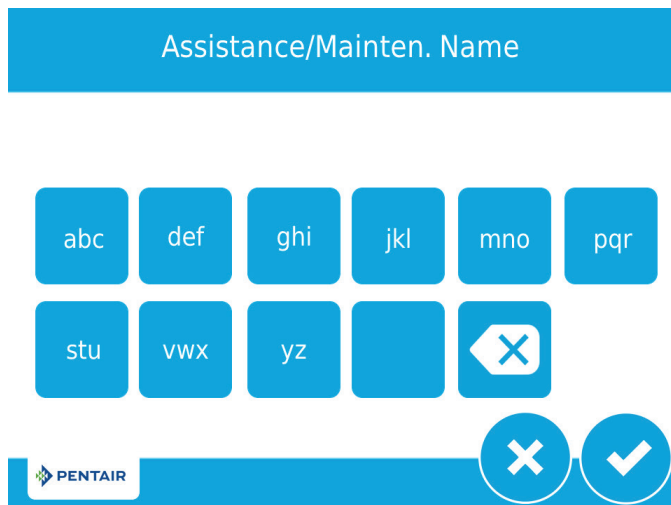 Assistance/Mainten. Name
abc def ghi jkl mno pqr
stu vwx yz
PENTAIR